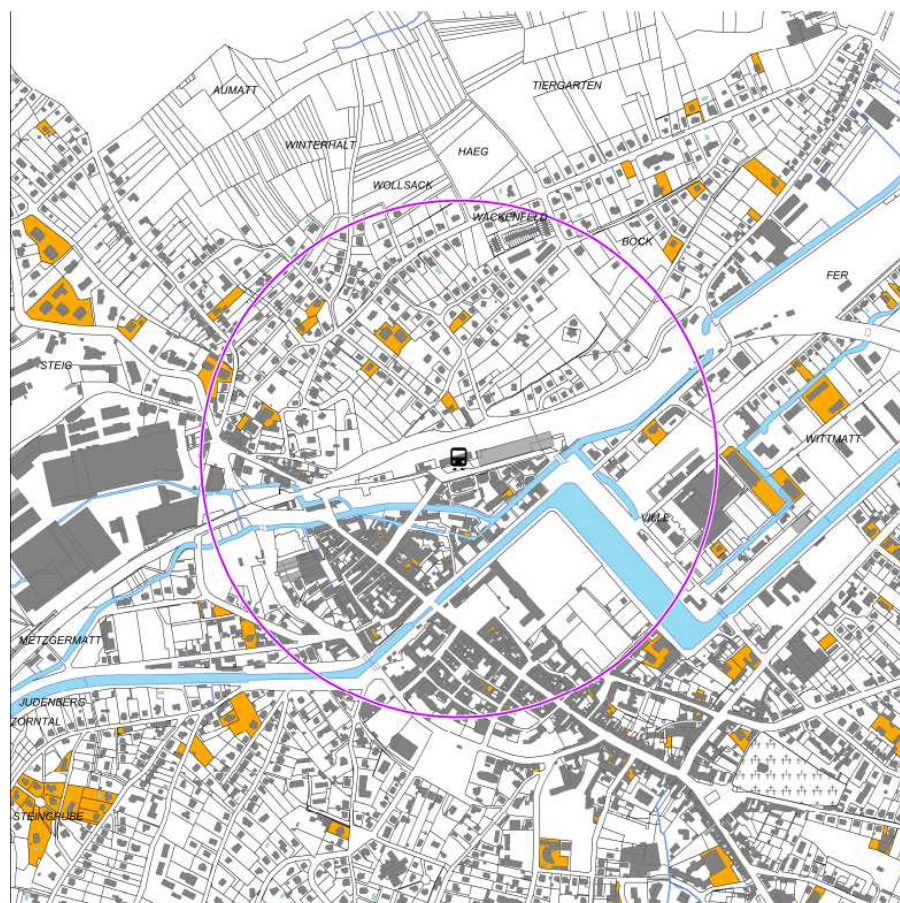 AUMATT
TIERGARTEN
WINTERHALT
HAEG
WOLLSACK
WACKENFELD
BOCK
FER
STEIG
WITTMATT
VILLE
METZGERMATT
JUDENBERG-
ZORNTAL
STEINGRUBE